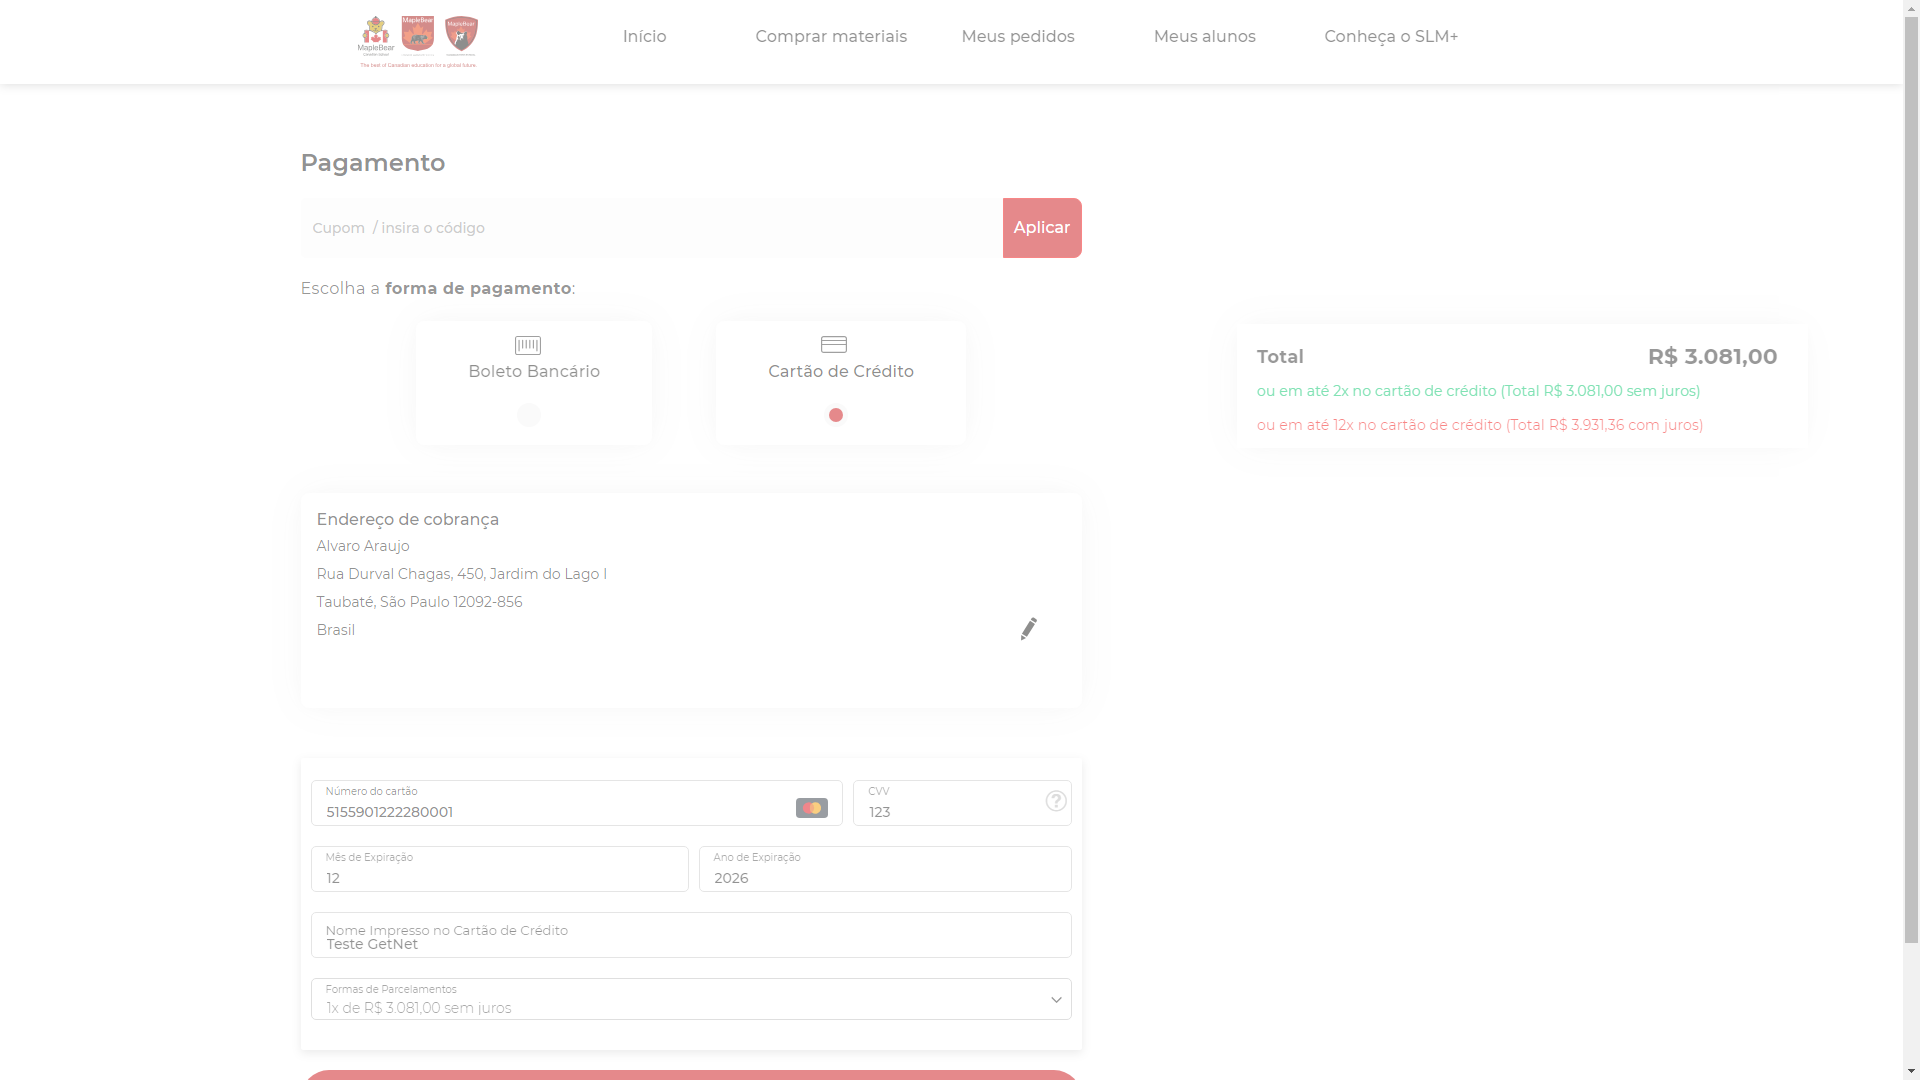 MapleBear MapleBear MapleBear
The best of Canadian education for a global future
Início
Comprar materiais
Meus pedidos
Meus alunos
Conheça o SLM+
Pagamento
Cupom / insira o código
Aplicar
Escolha a forma de pagamento:
Boleto Bancário
Cartão de Crédito
Total
R$ 3.081,00
ou em até 2x no cartão de crédito (Total R$ 3.081,00 sem juros)
ou em até 12x no cartão de crédito (Total R$ 3.931,36 com juros)
Endereço de cobrança
Alvaro Araujo
Rua Durval Chagas, 450, Jardim do Lago I
Taubaté, São Paulo 12092-856
Brasil
Número do cartão
5155901222280001
CVV
123
?
Mês de Expiração
12
Ano de Expiração
2026
Nome Impresso no Cartão de Crédito
Teste GetNet
Formas de Parcelamentos
1x de R$ 3.081,00 sem juros